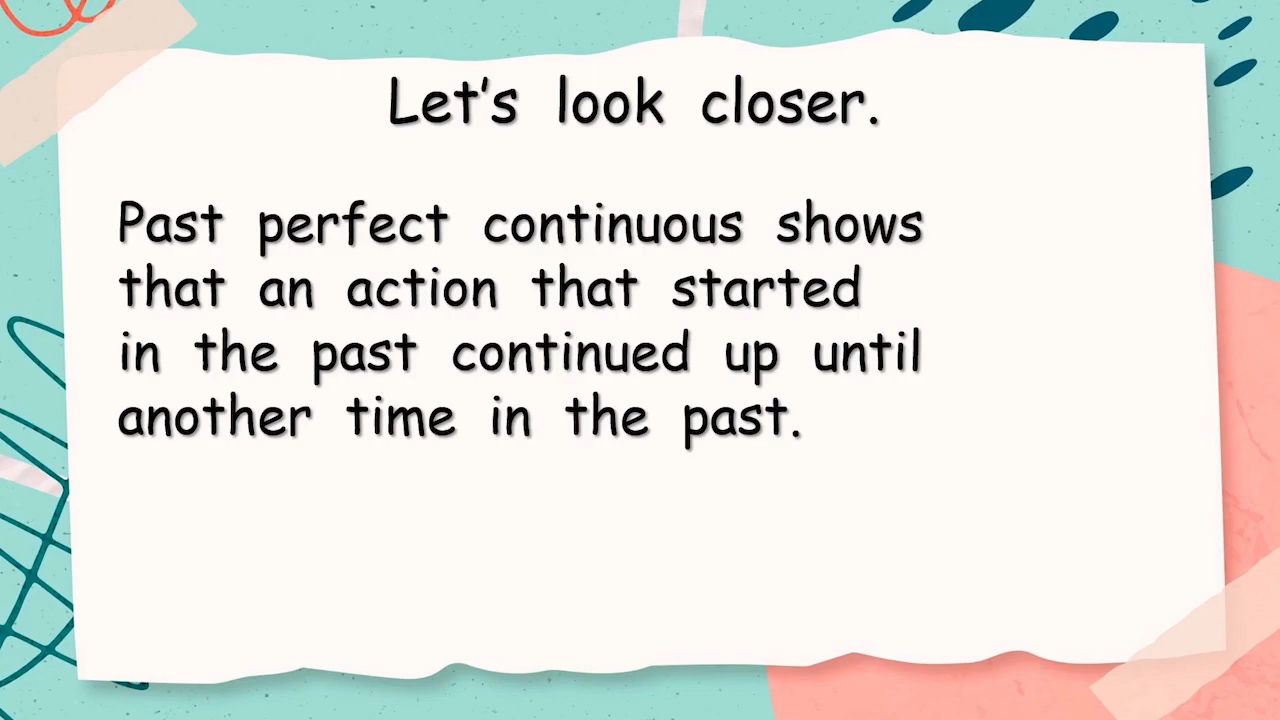 Let's look closer.
Past perfect continuous shows
that an action that started
in the past continued up until
another time in the past.